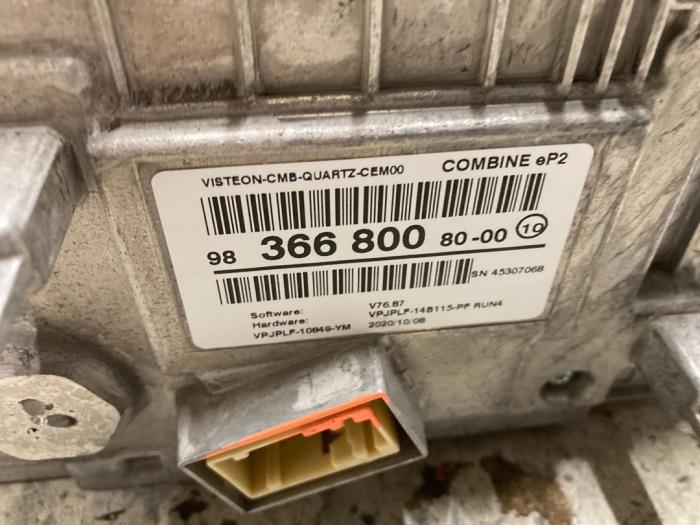 VISTEON-CMB-QUARTZ-CEM00 COMBINE eP2
98 366 800 80-00 19
SN 45307068
Software: V76.87
Hardware: VPJPLF-14B115-PF RUN4
VPJPLF-10849-YM 2020/10/08